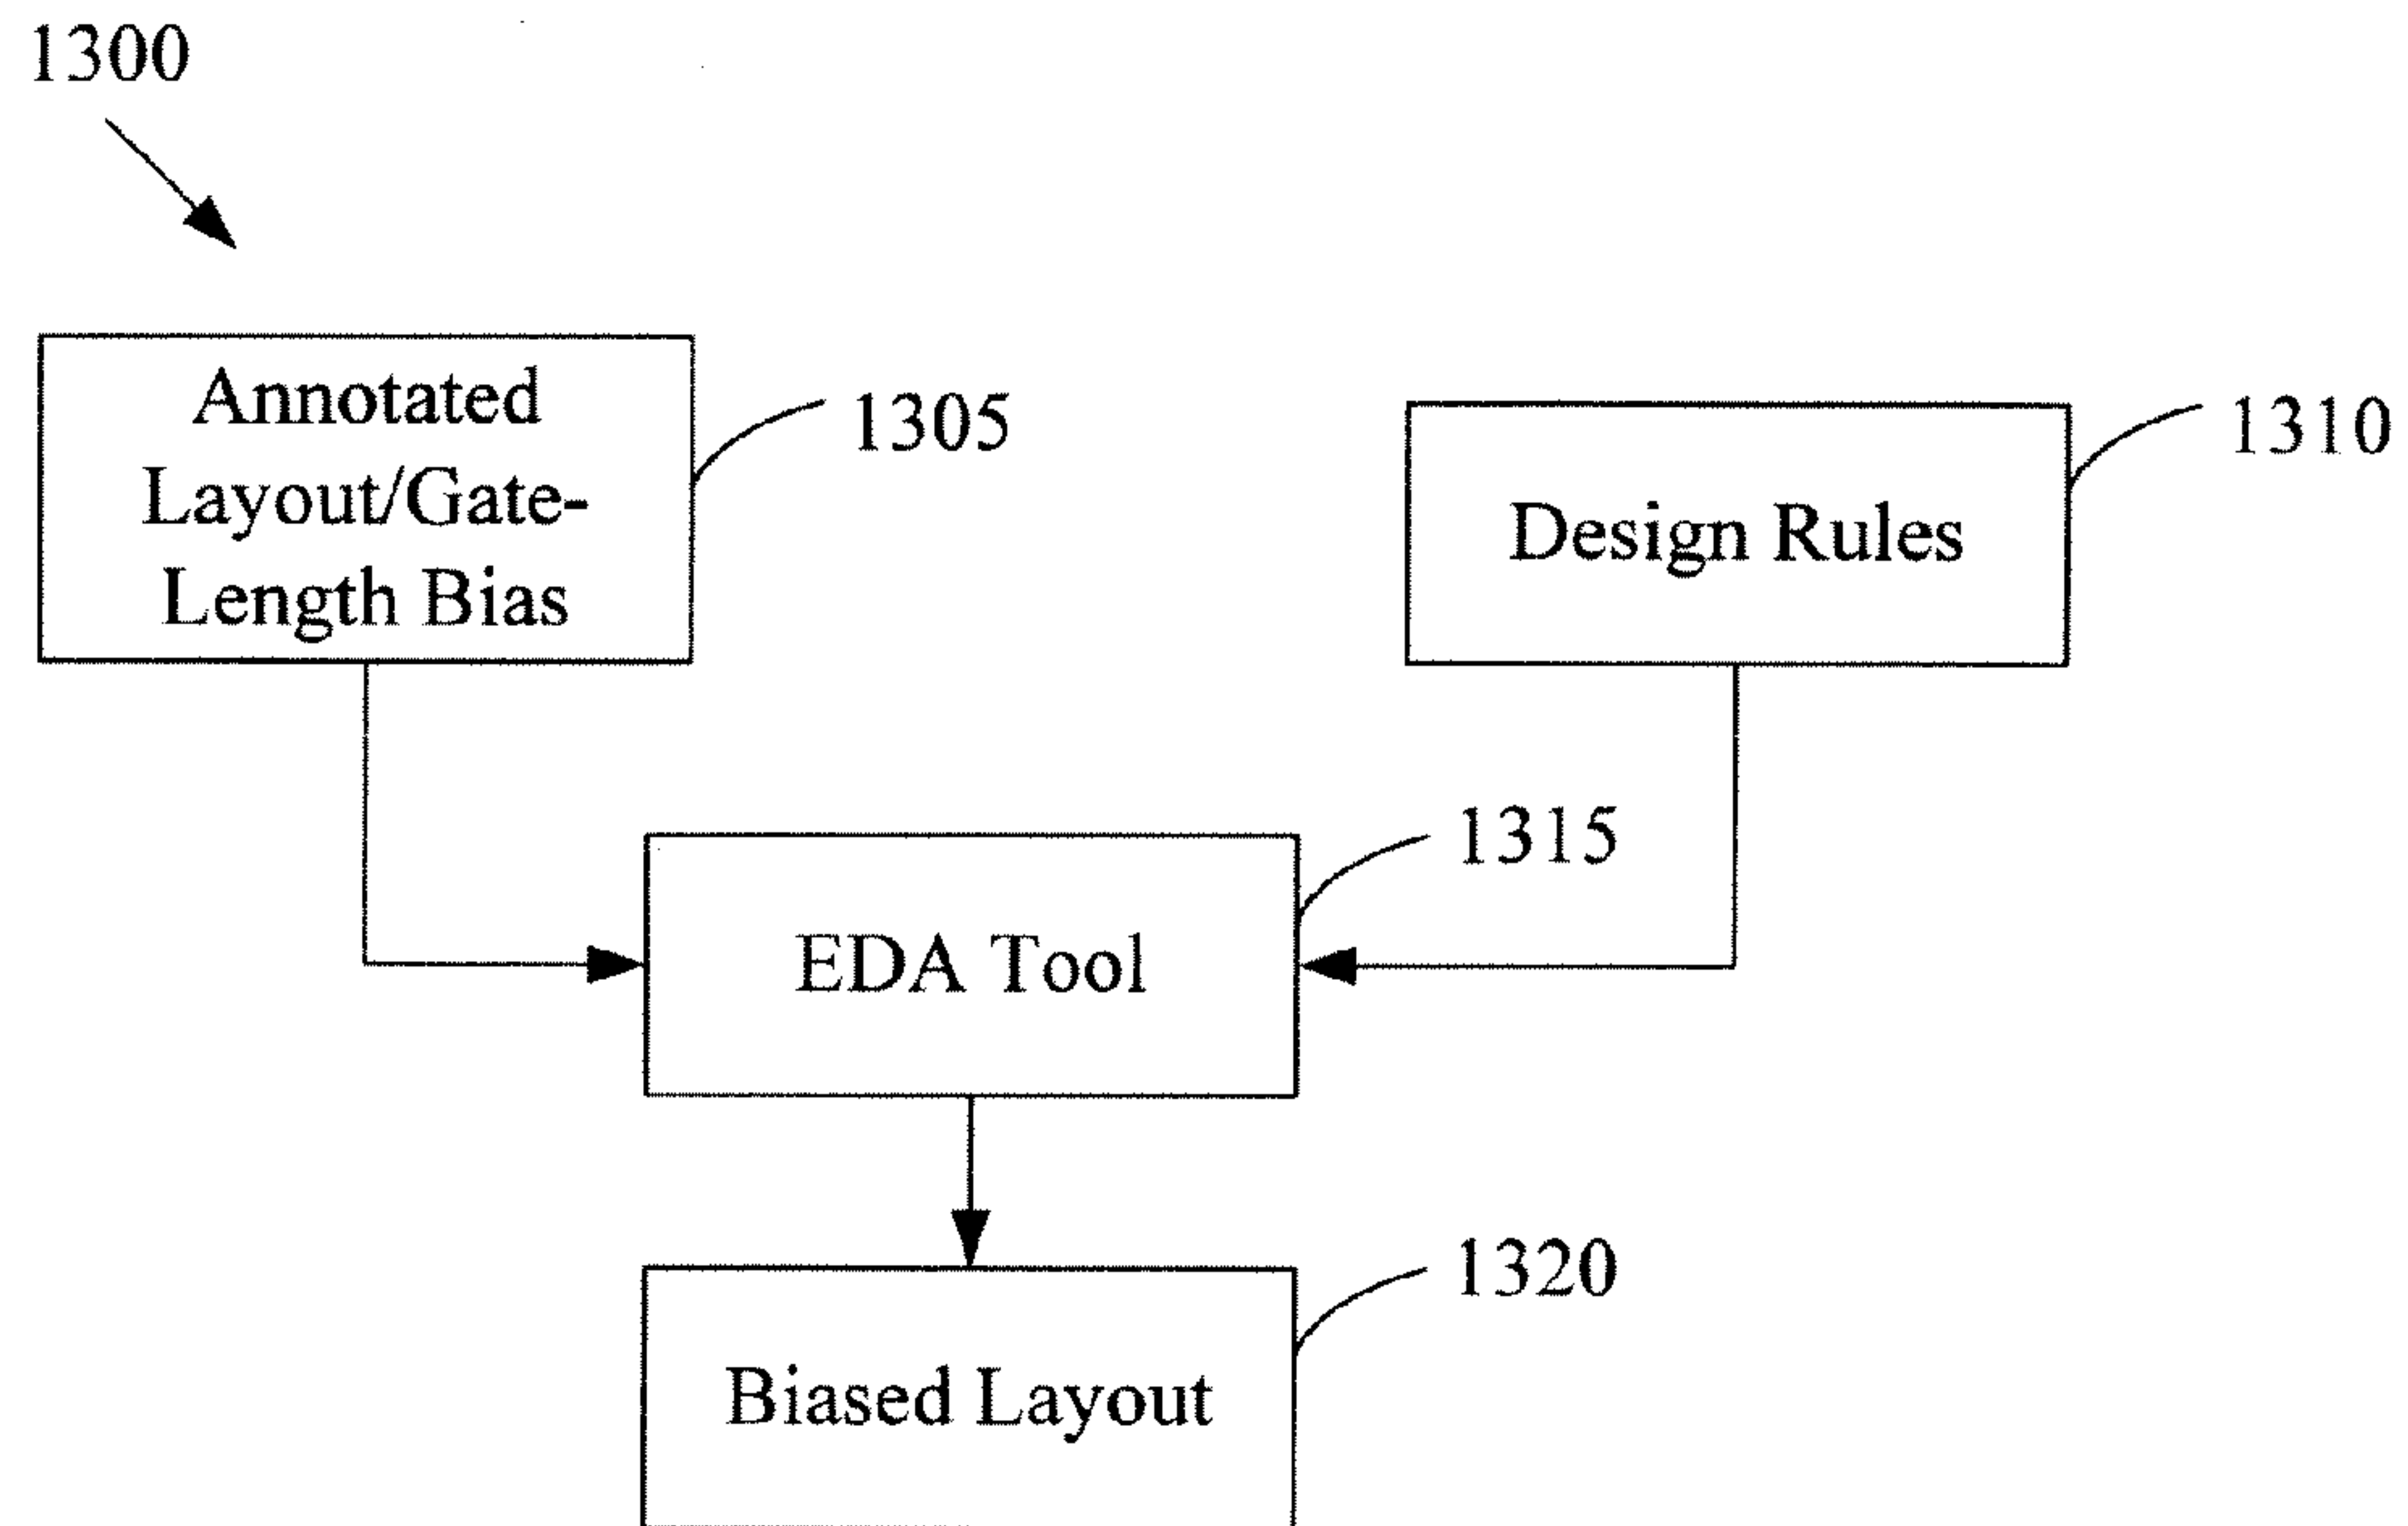 1300
Annotated
Layout/Gate-
Length Bias
1305
Design Rules
1310
1315
EDA Tool
1320
Biased Layout